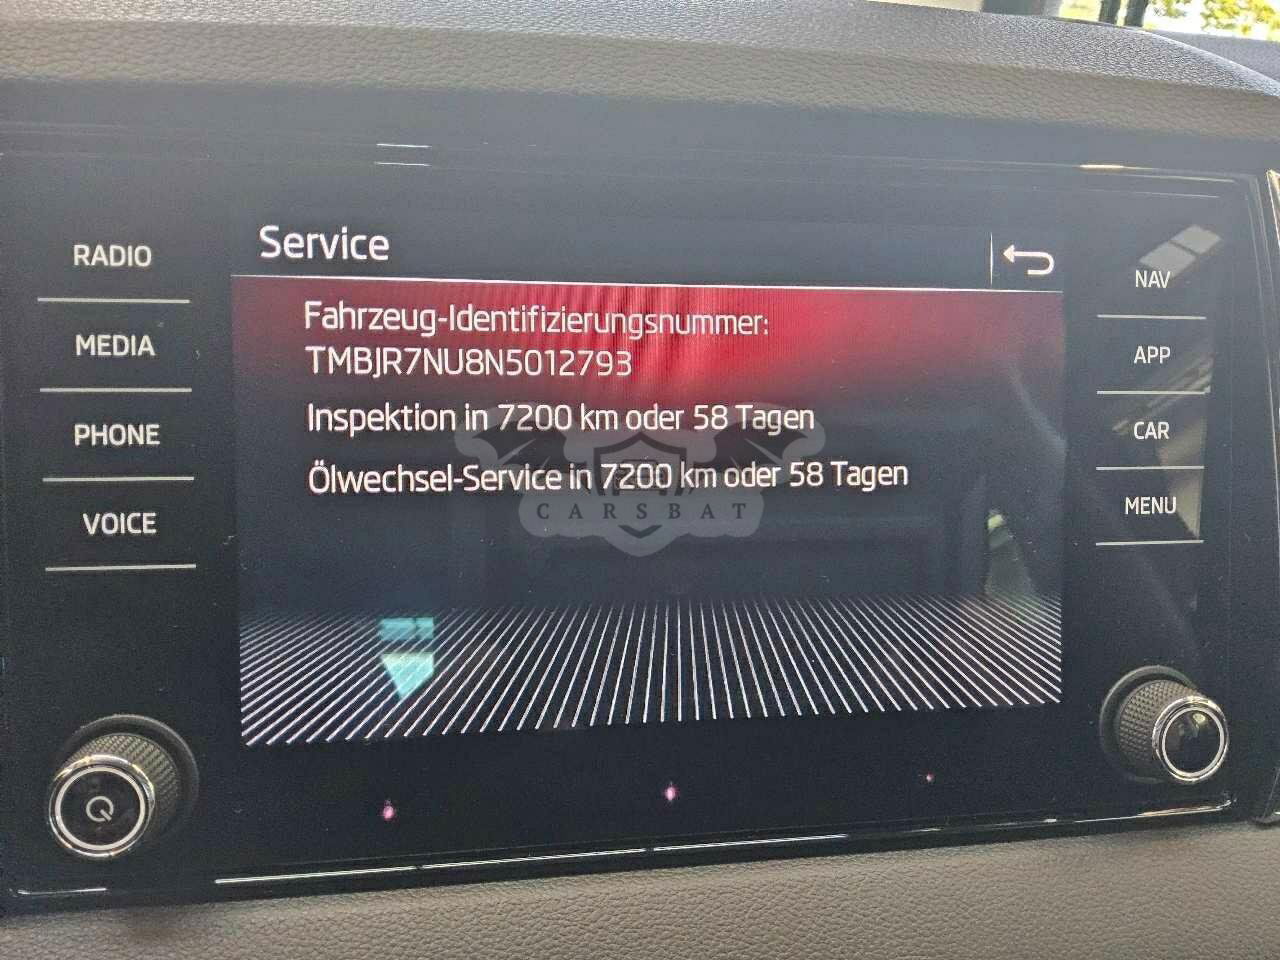 Service
RADIO
MEDIA
PHONE
VOICE
Fahrzeug-Identifizierungsnummer:
TMBJR7NU8N5012793
Inspektion in 7200 km oder 58 Tagen
Ölwechsel-Service in 7200 km oder 58 Tagen
CARSBAT
NAV
APP
CAR
MENU